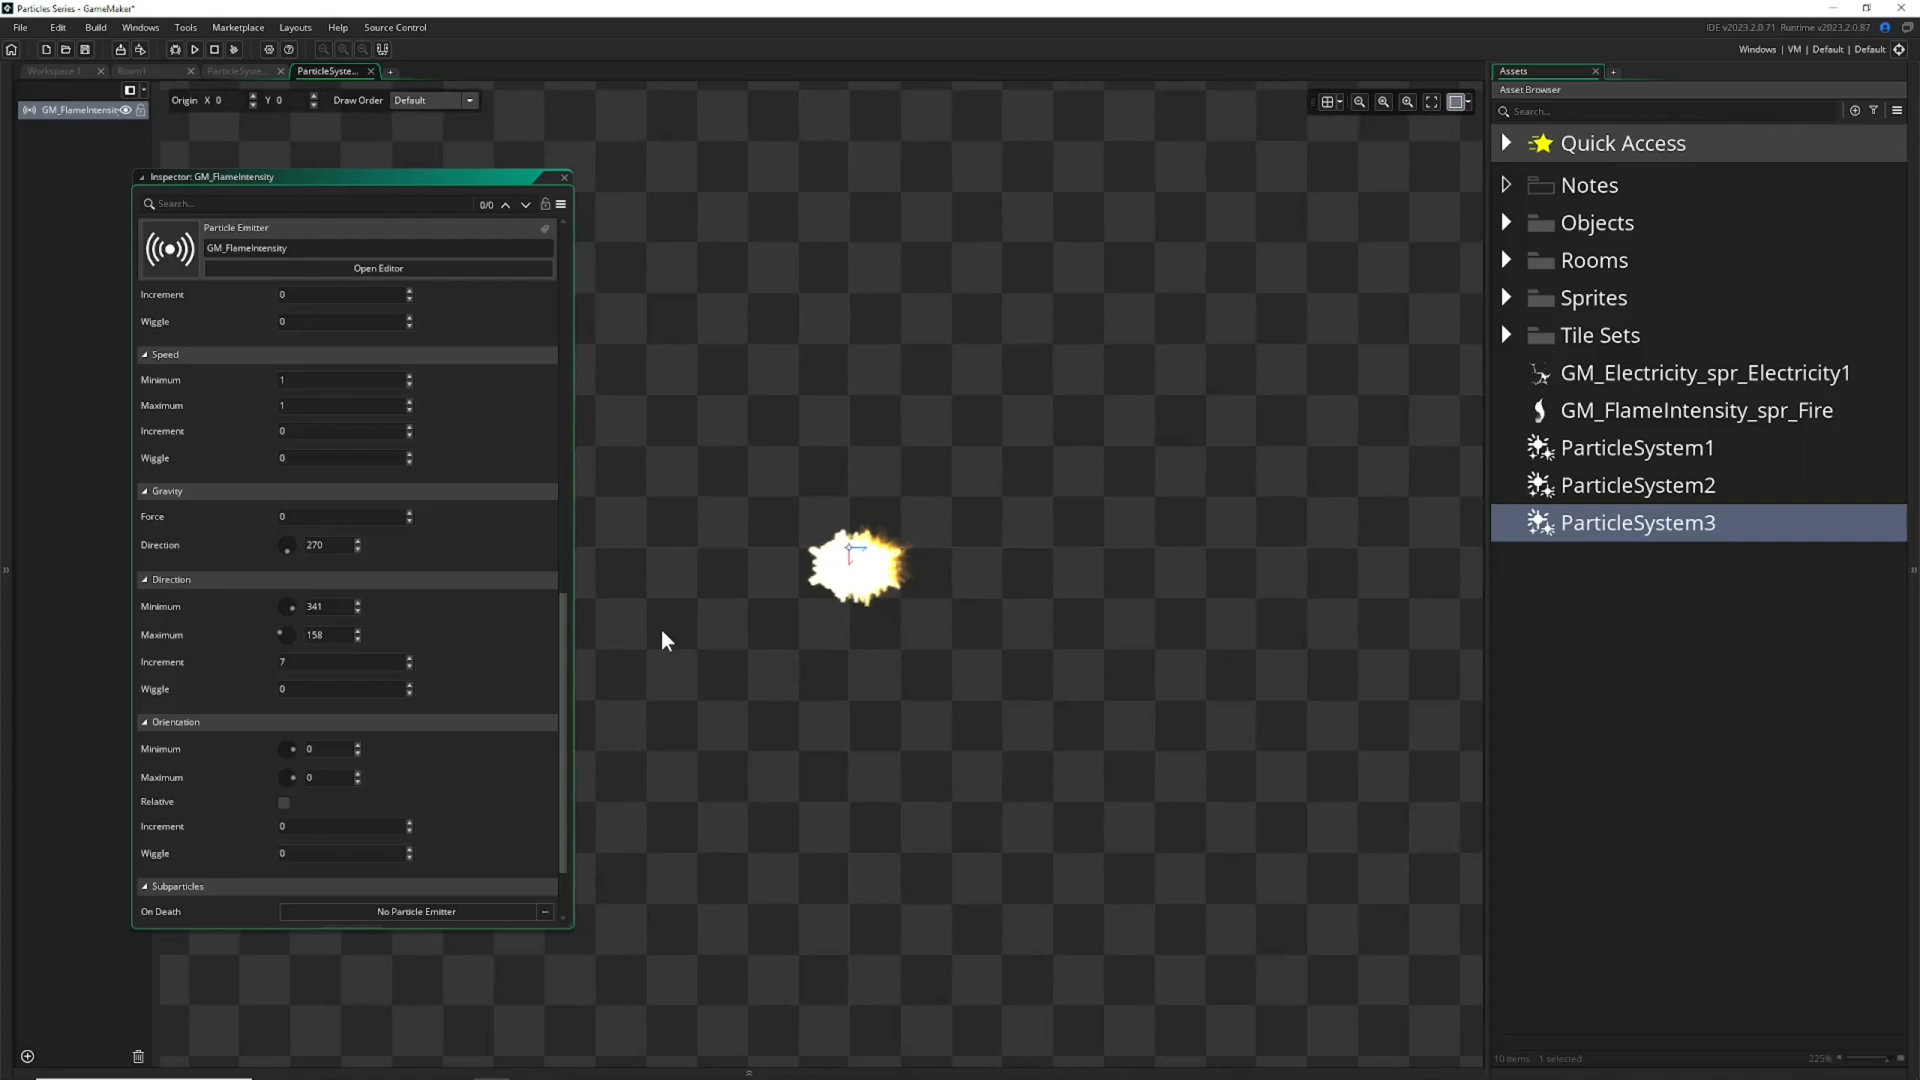 Particles Series - GameMaker*
File Edit Build Windows Tools Marketplace Layouts Help Source Control
IDE v2023.2.0.71 Runtime v2023.2.0.87
Windows | VM | Default | Default
Workspace 1 Room1 ParticleSyste... ParticleSyste...
Assets
Asset Browser
GM_FlameIntensit
Origin X 0 Y 0 Draw Order Default
Search...
Quick Access
Notes
Objects
Rooms
Sprites
Tile Sets
GM_Electricity_spr_Electricity1
GM_FlameIntensity_spr_Fire
ParticleSystem1
ParticleSystem2
ParticleSystem3
10 items 1 selected
225%
Inspector: GM_FlameIntensity
Search...
0/0
Particle Emitter
GM_FlameIntensity
Open Editor
Increment 0
Wiggle 0
Speed
Minimum 1
Maximum 1
Increment 0
Wiggle 0
Gravity
Force 0
Direction 270
Direction
Minimum 341
Maximum 158
Increment 7
Wiggle 0
Orientation
Minimum 0
Maximum 0
Relative
Increment 0
Wiggle 0
Subparticles
On Death No Particle Emitter ...